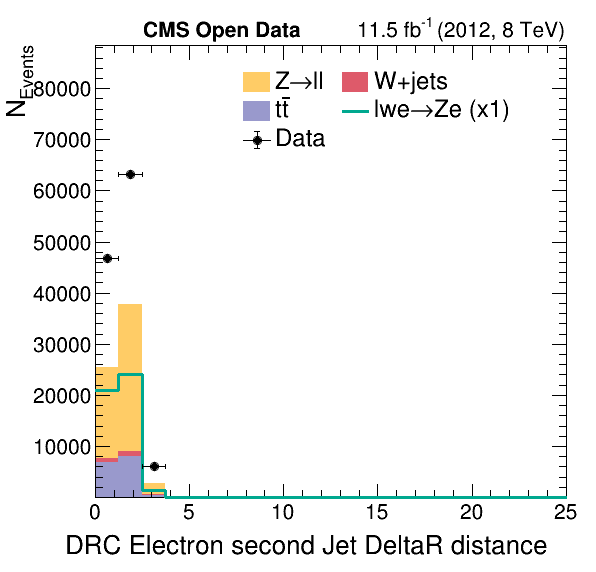 CMS Open Data 11.5 fb⁻¹ (2012, 8 TeV)
N_Events
Z→ll W+jets
tt̄ lwe→Ze (x1)
Data
80000
70000
60000
50000
40000
30000
20000
10000
0 5 10 15 20 25
DRC Electron second Jet DeltaR distance